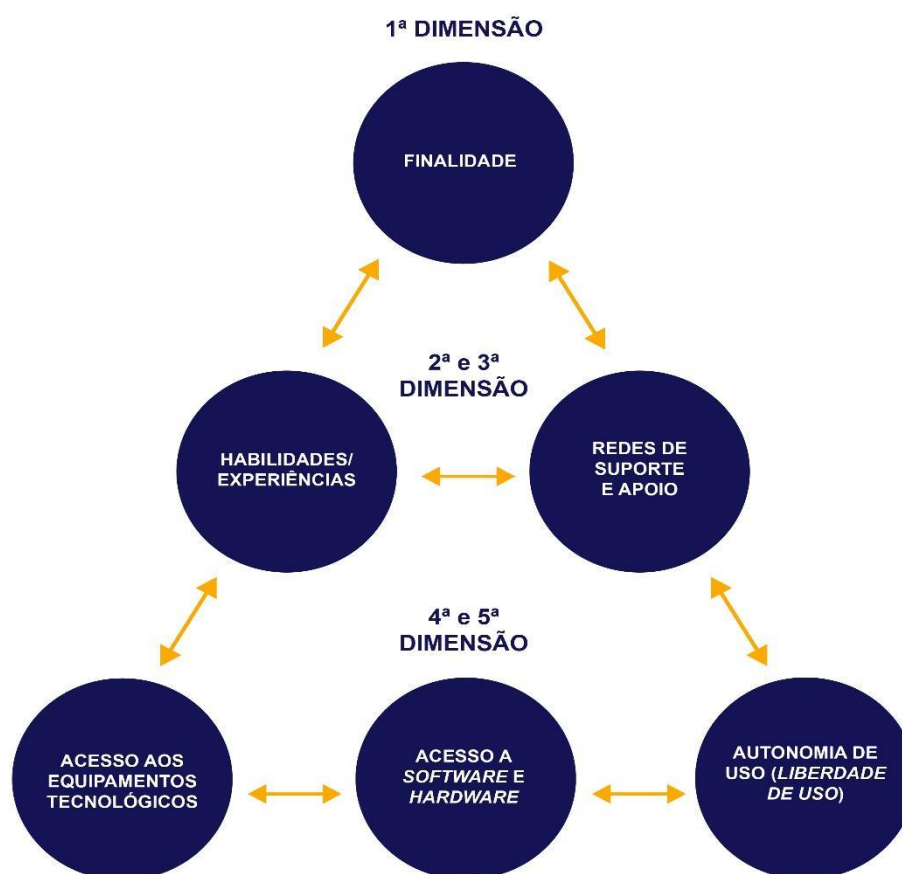 1ª DIMENSÃO
FINALIDADE
2ª e 3ª
DIMENSÃO
HABILIDADES/
EXPERIÊNCIAS
REDES DE
SUPORTE
E APOIO
4ª e 5ª
DIMENSÃO
ACESSO AOS
EQUIPAMENTOS
TECNOLÓGICOS
ACESSO A
SOFTWARE E
HARDWARE
AUTONOMIA DE
USO (LIBERDADE
DE USO)